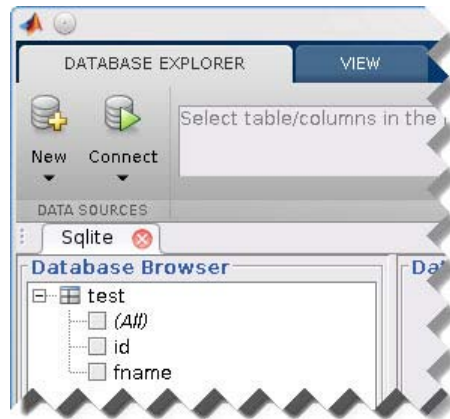 DATABASE EXPLORER VIEW
New Connect
Select table/columns in the
DATA SOURCES
Sqlite
Database Browser
test
(All)
id
fname